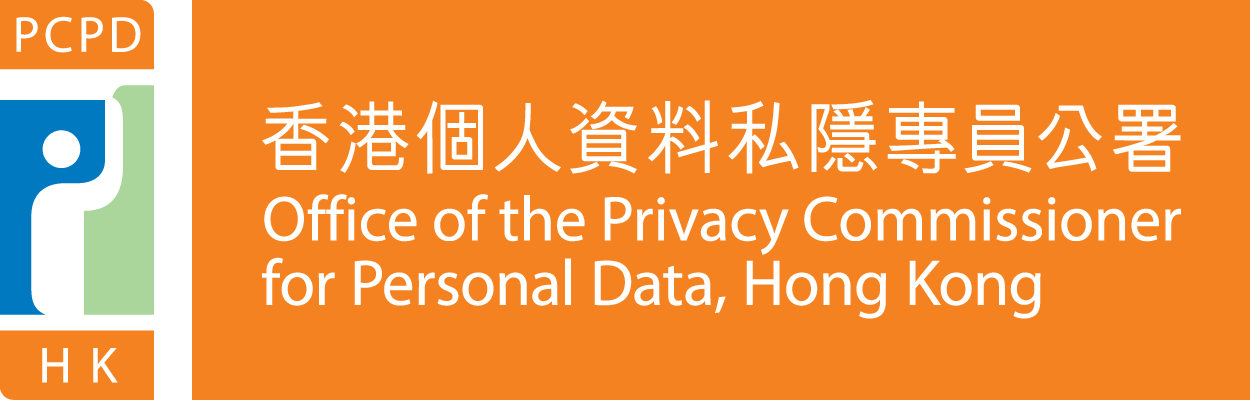 PCPD
HK
香港個人資料私隱專員公署
Office of the Privacy Commissioner
for Personal Data, Hong Kong